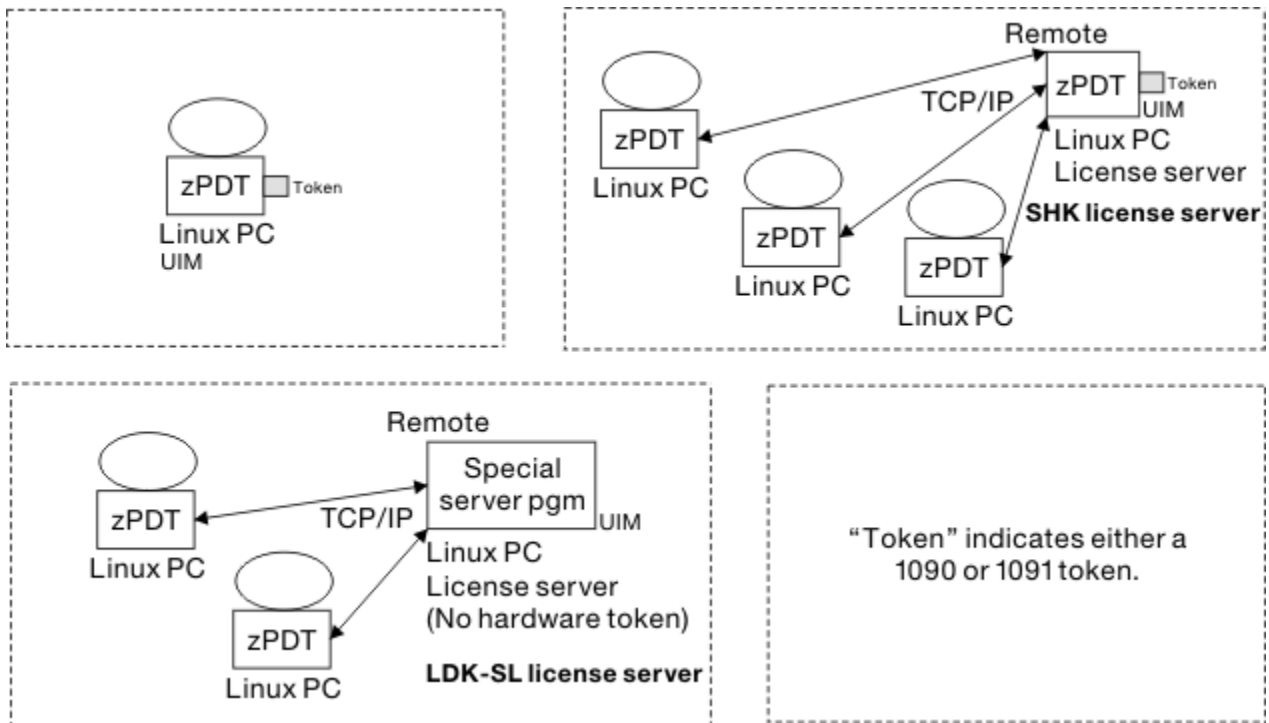 zPDT
Token
Linux PC
UIM
Remote
zPDT
Token
UIM
TCP/IP
Linux PC
License server
SHK license server
zPDT
Linux PC
zPDT
Linux PC
zPDT
Linux PC
Remote
Special
server pgm
UIM
TCP/IP
Linux PC
License server
(No hardware token)
LDK-SL license server
zPDT
Linux PC
zPDT
Linux PC
“Token” indicates either a
1090 or 1091 token.